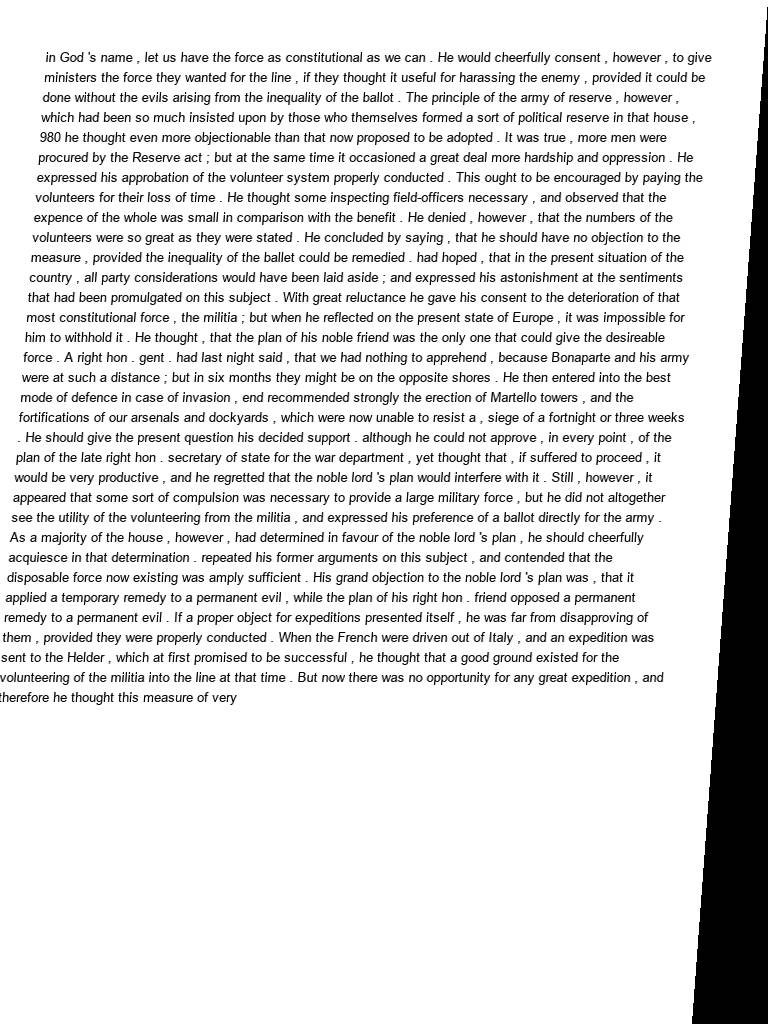 in God 's name , let us have the force as constitutional as we can . He would cheerfully consent , however , to give
ministers the force they wanted for the line , if they thought it useful for harassing the enemy , provided it could be
done without the evils arising from the inequality of the ballot . The principle of the army of reserve , however ,
which had been so much insisted upon by those who themselves formed a sort of political reserve in that house ,
980 he thought even more objectionable than that now proposed to be adopted . It was true , more men were
procured by the Reserve act ; but at the same time it occasioned a great deal more hardship and oppression . He
expressed his approbation of the volunteer system properly conducted . This ought to be encouraged by paying the
volunteers for their loss of time . He thought some inspecting field-officers necessary , and observed that the
expence of the whole was small in comparison with the benefit . He denied , however , that the numbers of the
volunteers were so great as they were stated . He concluded by saying , that he should have no objection to the
measure , provided the inequality of the ballet could be remedied . had hoped , that in the present situation of the
country , all party considerations would have been laid aside ; and expressed his astonishment at the sentiments
that had been promulgated on this subject . With great reluctance he gave his consent to the deterioration of that
most constitutional force , the militia ; but when he reflected on the present state of Europe , it was impossible for
him to withhold it . He thought , that the plan of his noble friend was the only one that could give the desireable
force . A right hon . gent . had last night said , that we had nothing to apprehend , because Bonaparte and his army
were at such a distance ; but in six months they might be on the opposite shores . He then entered into the best
mode of defence in case of invasion , end recommended strongly the erection of Martello towers , and the
fortifications of our arsenals and dockyards , which were now unable to resist a , siege of a fortnight or three weeks
. He should give the present question his decided support . although he could not approve , in every point , of the
plan of the late right hon . secretary of state for the war department , yet thought that , if suffered to proceed , it
would be very productive , and he regretted that the noble lord 's plan would interfere with it . Still , however , it
appeared that some sort of compulsion was necessary to provide a large military force , but he did not altogether
see the utility of the volunteering from the militia , and expressed his preference of a ballot directly for the army .
As a majority of the house , however , had determined in favour of the noble lord 's plan , he should cheerfully
acquiesce in that determination . repeated his former arguments on this subject , and contended that the
disposable force now existing was amply sufficient . His grand objection to the noble lord 's plan was , that it
applied a temporary remedy to a permanent evil , while the plan of his right hon . friend opposed a permanent
remedy to a permanent evil . If a proper object for expeditions presented itself , he was far from disapproving of
them , provided they were properly conducted . When the French were driven out of Italy , and an expedition was
sent to the Helder , which at first promised to be successful , he thought that a good ground existed for the
volunteering of the militia into the line at that time . But now there was no opportunity for any great expedition , and
therefore he thought this measure of very